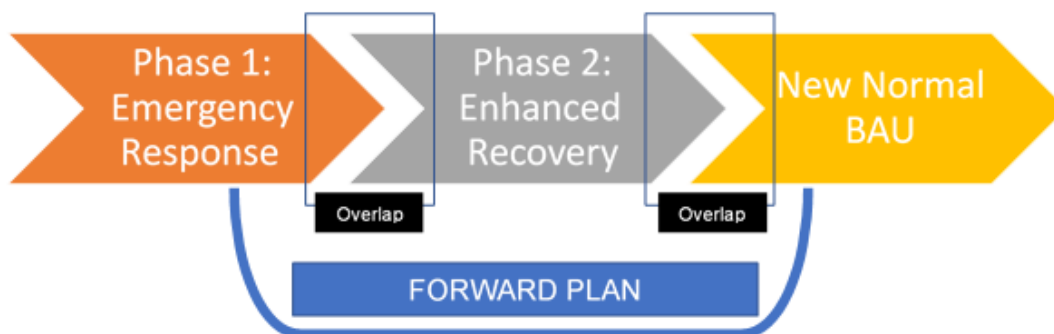 Phase 1:
Emergency
Response
Phase 2:
Enhanced
Recovery
New Normal
BAU
Overlap
Overlap
FORWARD PLAN